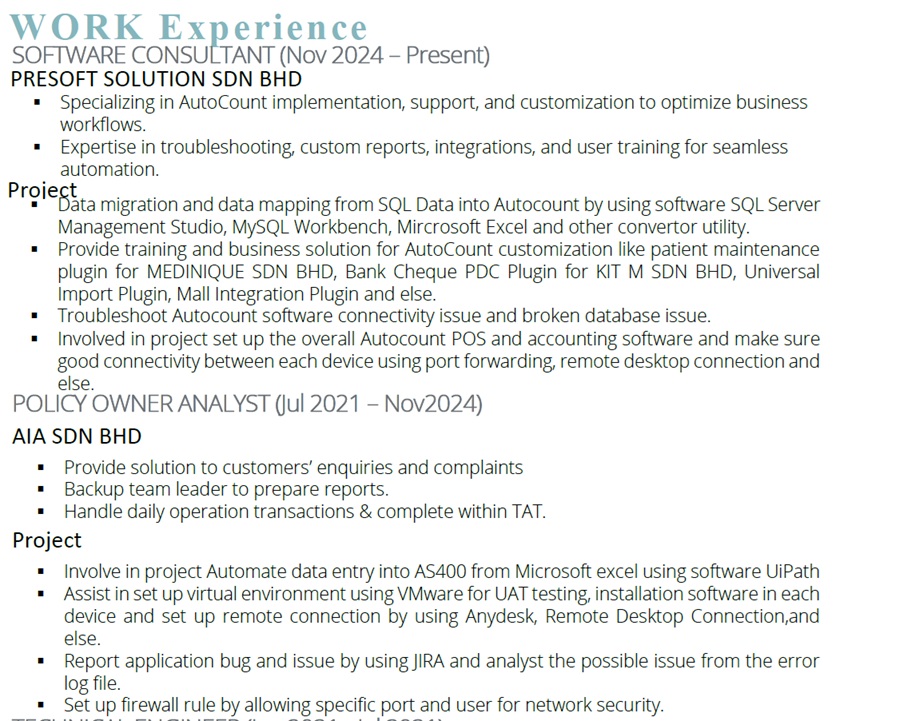 WORK Experience
SOFTWARE CONSULTANT (Nov 2024 – Present)
PRESOFT SOLUTION SDN BHD
▪ Specializing in AutoCount implementation, support, and customization to optimize business
workflows.
▪ Expertise in troubleshooting, custom reports, integrations, and user training for seamless
automation.
Project
▪ Data migration and data mapping from SQL Data into Autocount by using software SQL Server
Management Studio, MySQL Workbench, Mircrosoft Excel and other convertor utility.
▪ Provide training and business solution for AutoCount customization like patient maintenance
plugin for MEDINIQUE SDN BHD, Bank Cheque PDC Plugin for KIT M SDN BHD, Universal
Import Plugin, Mall Integration Plugin and else.
▪ Troubleshoot Autocount software connectivity issue and broken database issue.
▪ Involved in project set up the overall Autocount POS and accounting software and make sure
good connectivity between each device using port forwarding, remote desktop connection and
else.
POLICY OWNER ANALYST (Jul 2021 – Nov2024)
AIA SDN BHD
▪ Provide solution to customers’ enquiries and complaints
▪ Backup team leader to prepare reports.
▪ Handle daily operation transactions & complete within TAT.
Project
▪ Involve in project Automate data entry into AS400 from Microsoft excel using software UiPath
▪ Assist in set up virtual environment using VMware for UAT testing, installation software in each
device and set up remote connection by using Anydesk, Remote Desktop Connection,and
else.
▪ Report application bug and issue by using JIRA and analyst the possible issue from the error
log file.
▪ Set up firewall rule by allowing specific port and user for network security.
TECHNICAL ENGINEER